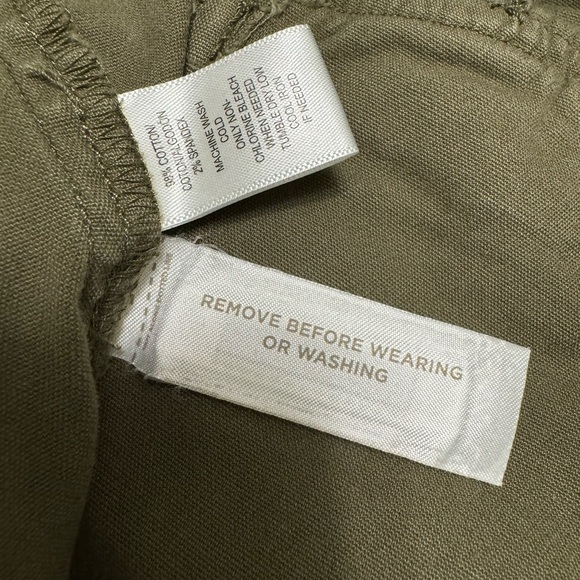 98% COTTON
COTON/ALGODON
2% SPANDEX
MACHINE WASH
COLD
ONLY NON-
CHLORINE BLEACH
WHEN NEEDED
TUMBLE DRY LOW
COOL IRON
IF NEEDED
REMOVE BEFORE WEARING
OR WASHING